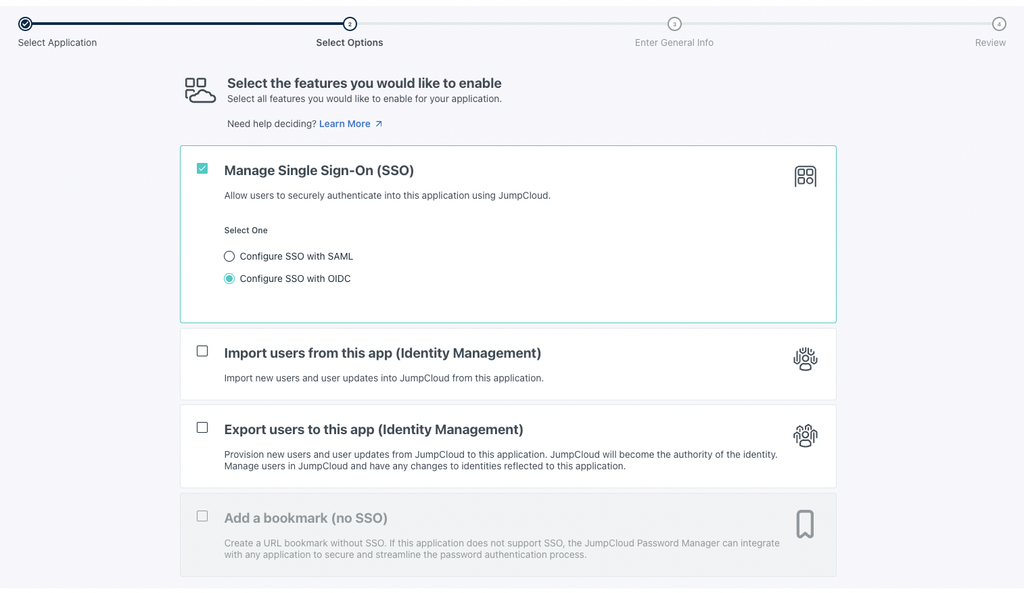 2
3
4
Select Application
Select Options
Enter General Info
Review
Select the features you would like to enable
Select all features you would like to enable for your application.
Need help deciding? Learn More
Manage Single Sign-On (SSO)
Allow users to securely authenticate into this application using JumpCloud.
Select One
Configure SSO with SAML
Configure SSO with OIDC
Import users from this app (Identity Management)
Import new users and user updates into JumpCloud from this application.
Export users to this app (Identity Management)
Provision new users and user updates from JumpCloud to this application. JumpCloud will become the authority of the identity.
Manage users in JumpCloud and have any changes to identities reflected to this application.
Add a bookmark (no SSO)
Create a URL bookmark without SSO. If this application does not support SSO, the JumpCloud Password Manager can integrate
with any application to secure and streamline the password authentication process.